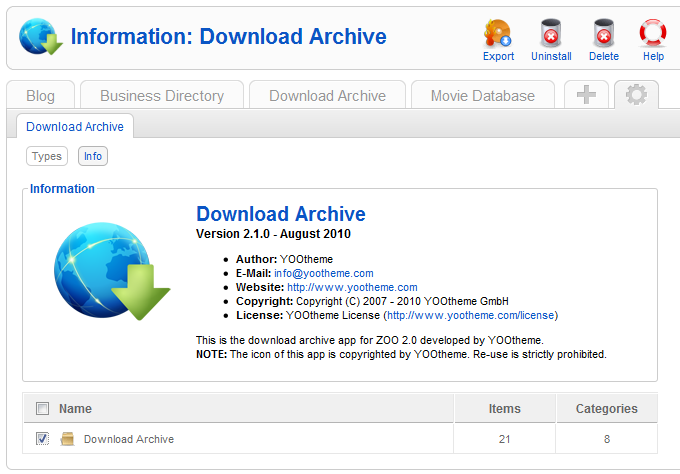 Information: Download Archive
Export Uninstall Delete Help
Blog Business Directory Download Archive Movie Database
Download Archive
Types Info
Information
Download Archive
Version 2.1.0 - August 2010
Author: YOOtheme
E-Mail: info@yootheme.com
Website: http://www.yootheme.com
Copyright: Copyright (C) 2007 - 2010 YOOtheme GmbH
License: YOOtheme License (http://www.yootheme.com/license)
This is the download archive app for ZOO 2.0 developed by YOOtheme.
NOTE: The icon of this app is copyrighted by YOOtheme. Re-use is strictly prohibited.
Name Items Categories
Download Archive 21 8